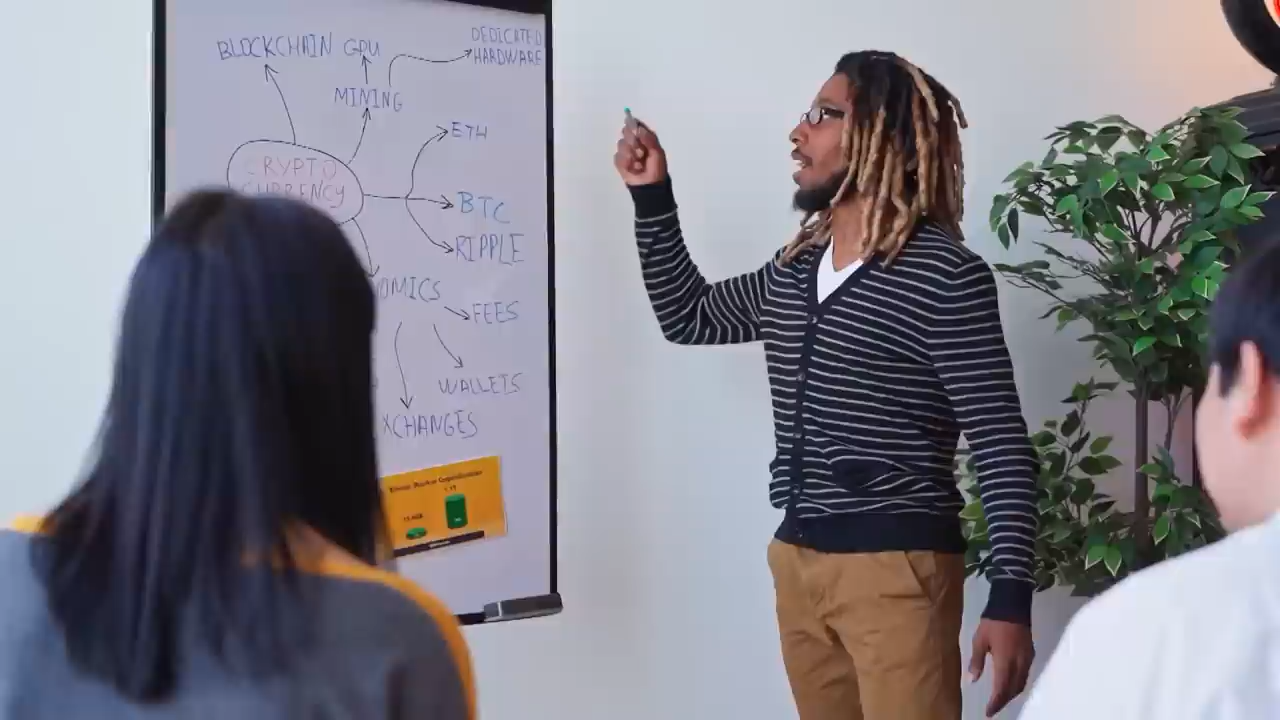 BLOCKCHAIN GPU
DEDICATED
HARDWARE
MINING
ETH
CRYPTO
CURRENCY
BTC
RIPPLE
OMICS
FEES
WALLETS
XCHANGES